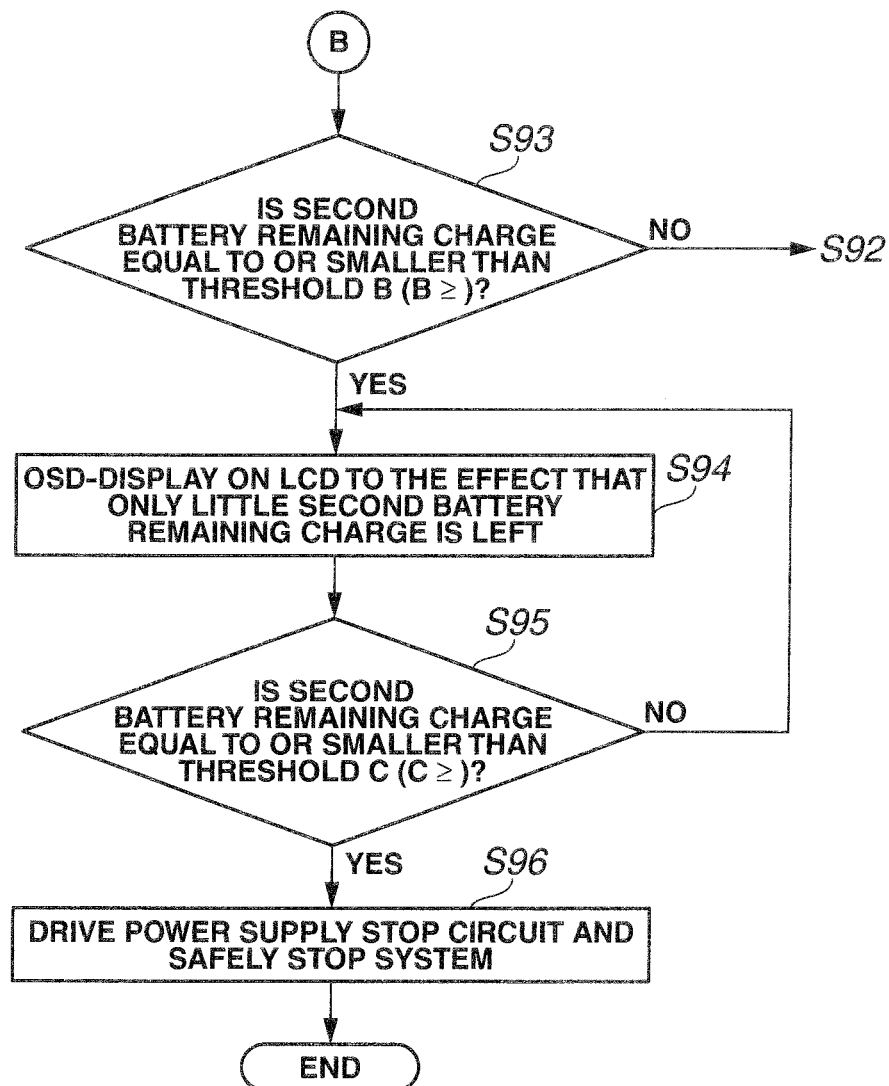 B
S93
IS SECOND
BATTERY REMAINING CHARGE
EQUAL TO OR SMALLER THAN
THRESHOLD B (B ≥ )?
NO
S92
YES
OSD-DISPLAY ON LCD TO THE EFFECT THAT
ONLY LITTLE SECOND BATTERY
REMAINING CHARGE IS LEFT
S94
S95
IS SECOND
BATTERY REMAINING CHARGE
EQUAL TO OR SMALLER THAN
THRESHOLD C (C ≥ )?
NO
YES
S96
DRIVE POWER SUPPLY STOP CIRCUIT AND
SAFELY STOP SYSTEM
END